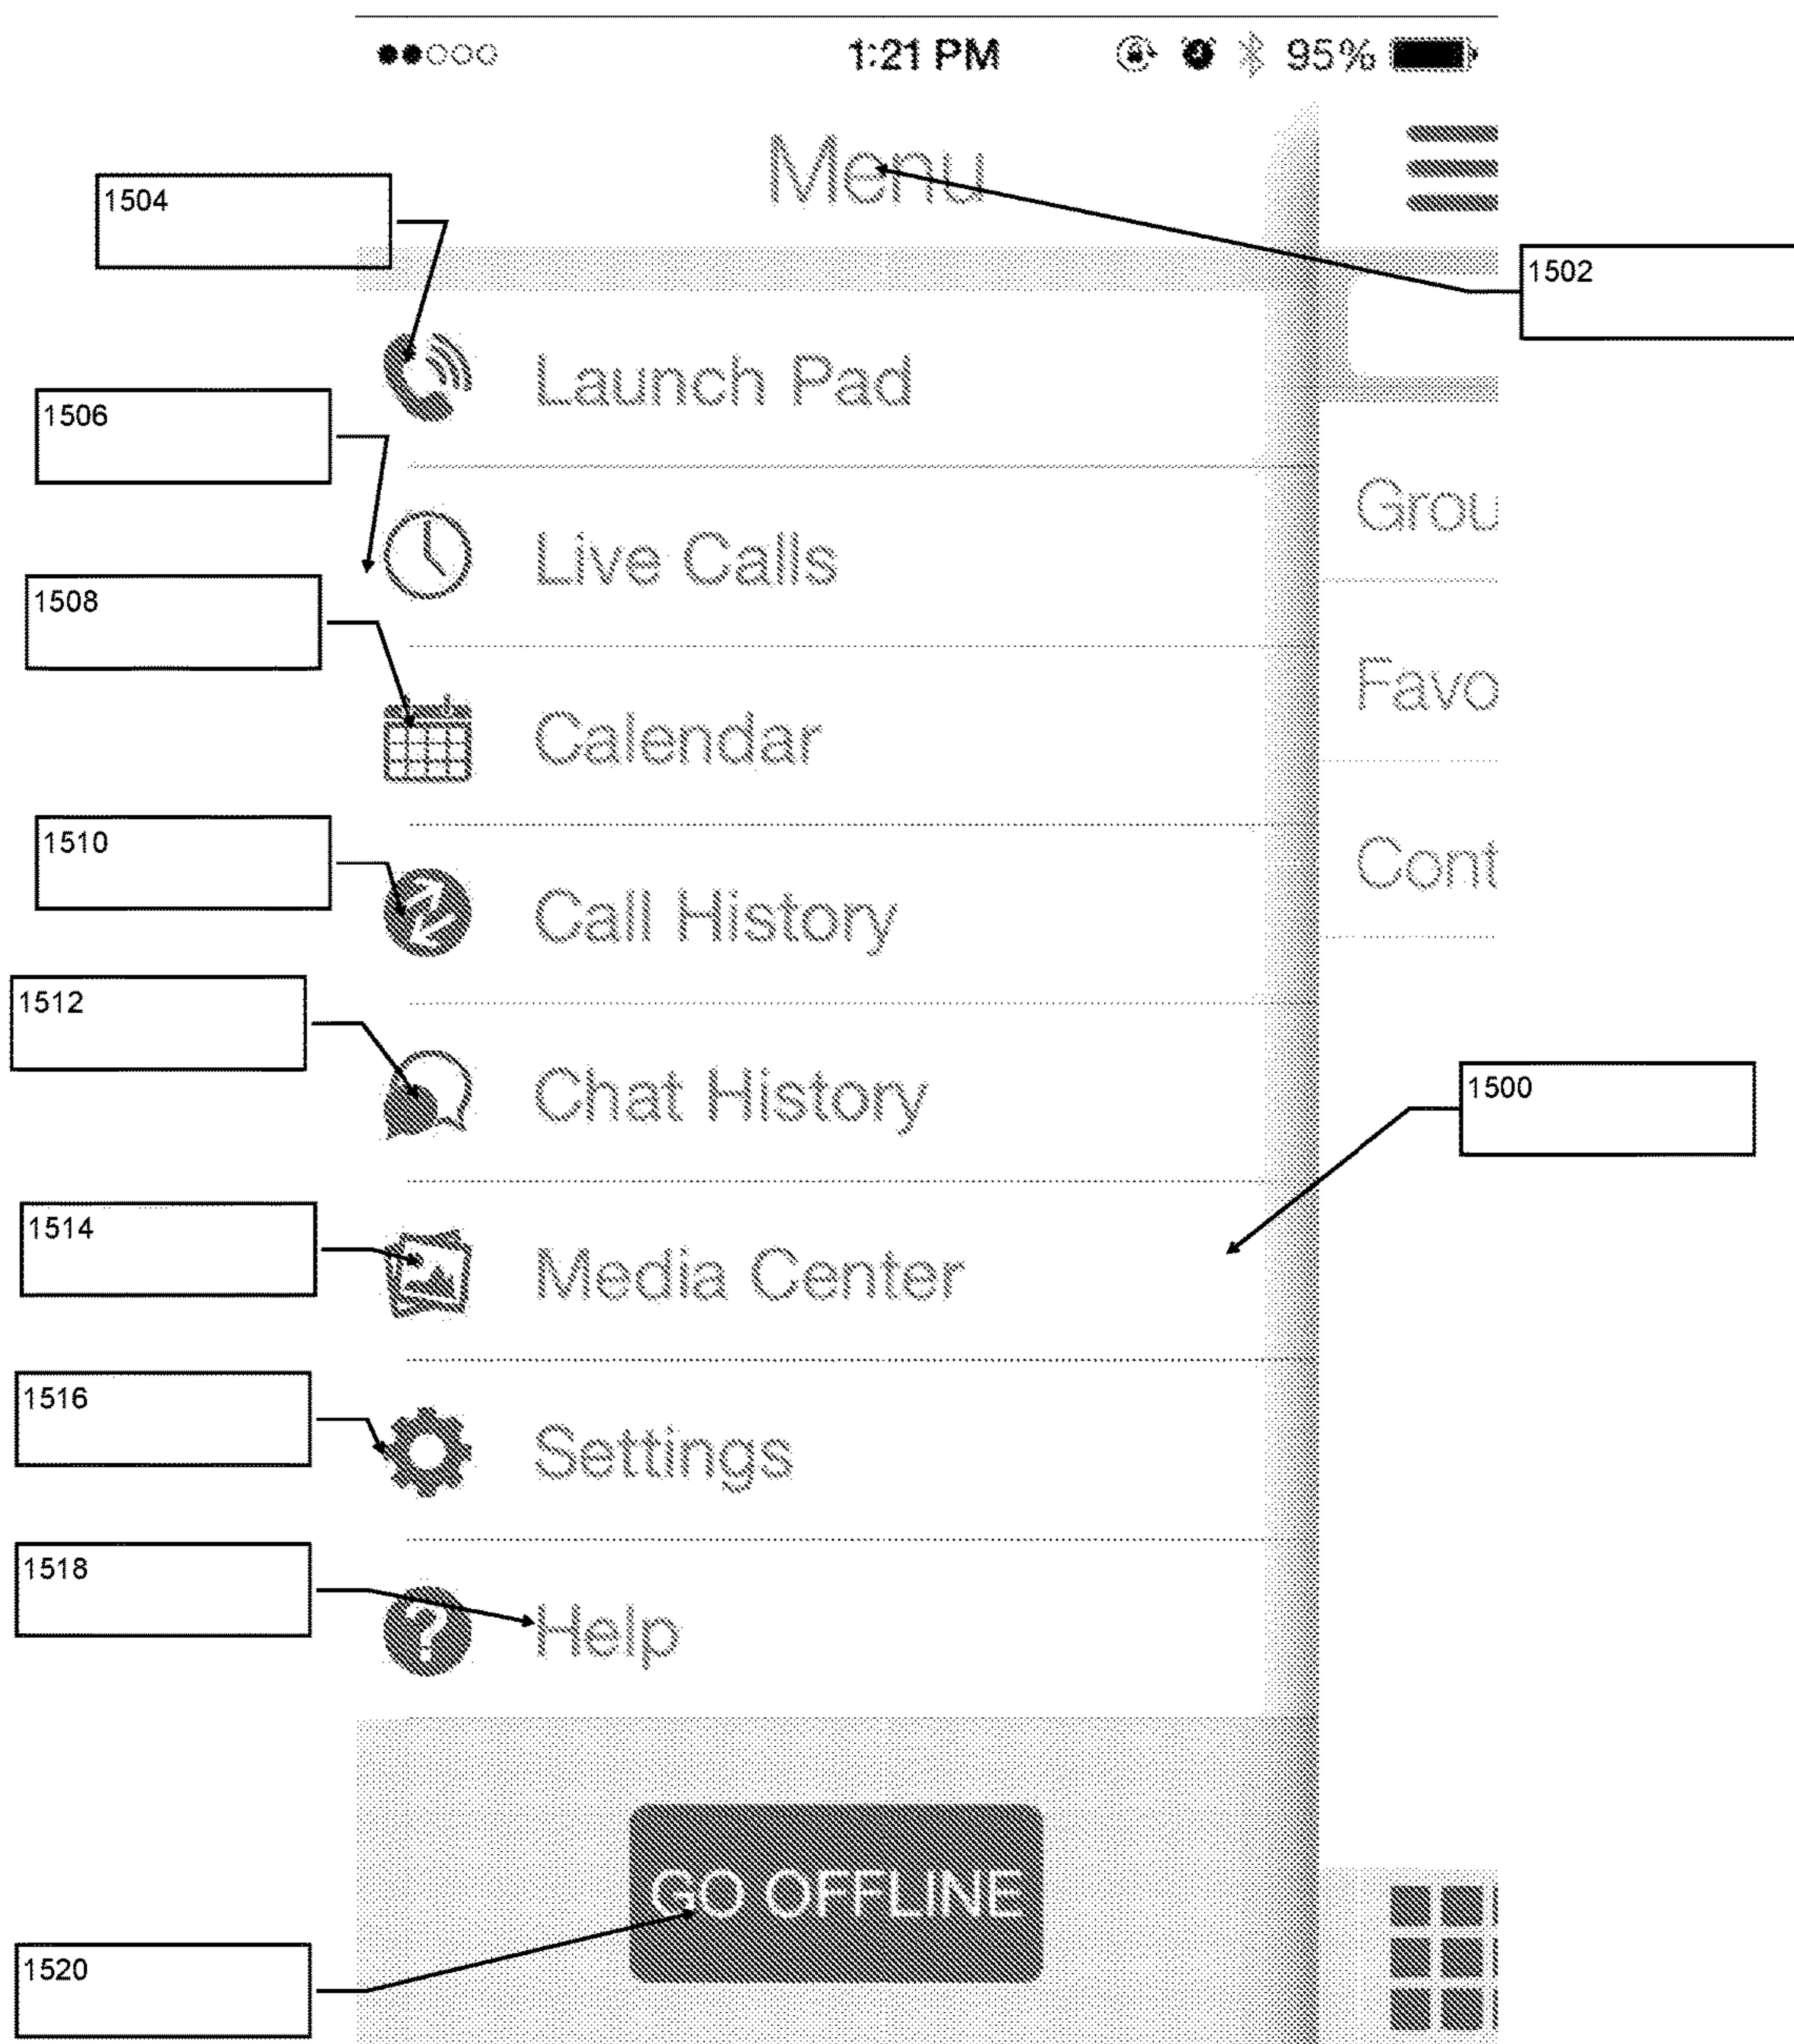 1:21 PM 95%
Menu
1504
1502
Launch Pad
1506
Grou
Live Calls
1508
Favo
Calendar
1510
Cont
Call History
1512
Chat History
1500
1514
Media Center
1516
Settings
1518
?
Help
GO OFFLINE
1520